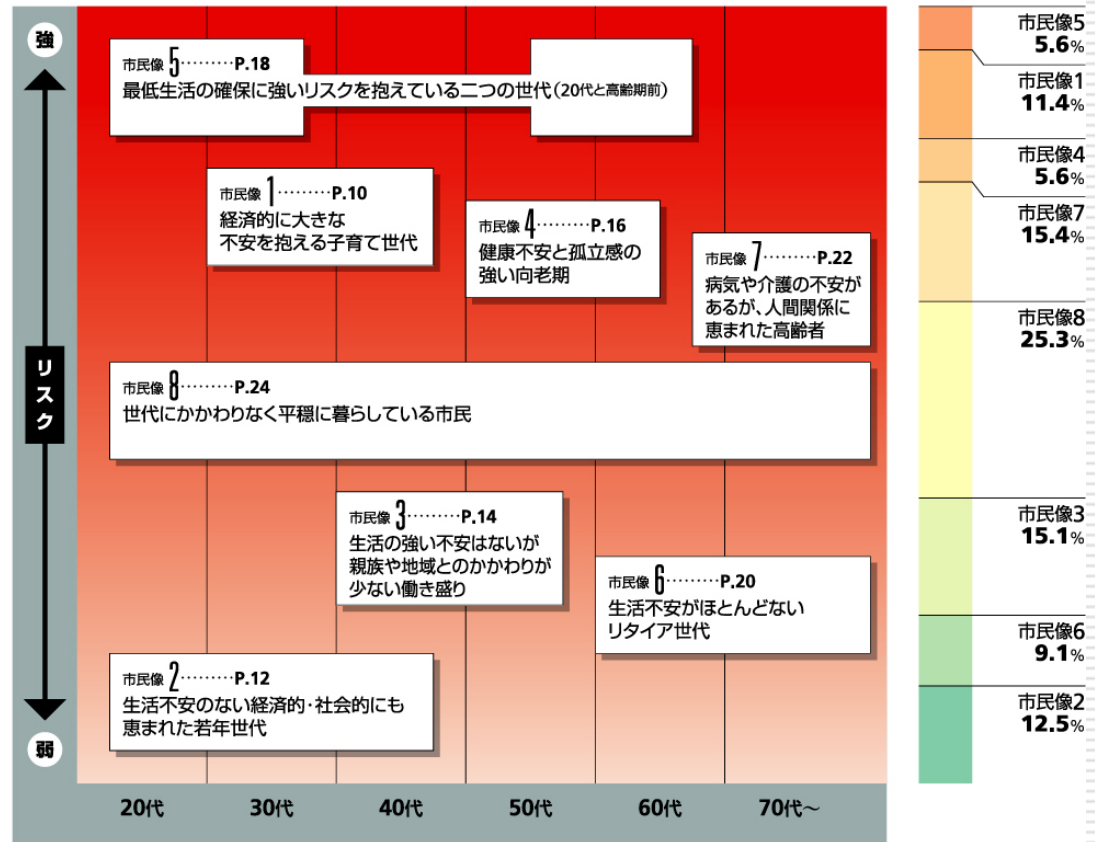 強
リスク
弱
市民像5………P.18
最低生活の確保に強いリスクを抱えている二つの世代(20代と高齢期前)
市民像1………P.10
経済的に大きな
不安を抱える子育て世代
市民像4………P.16
健康不安と孤立感の
強い向老期
市民像7………P.22
病気や介護の不安が
あるが、人間関係に
恵まれた高齢者
市民像8………P.24
世代にかかわりなく平穏に暮らしている市民
市民像3………P.14
生活の強い不安はないが
親族や地域とのかかわりが
少ない働き盛り
市民像6………P.20
生活不安がほとんどない
リタイア世代
市民像2………P.12
生活不安のない経済的・社会的にも
恵まれた若年世代
20代 30代 40代 50代 60代 70代〜
市民像5
5.6%
市民像1
11.4%
市民像4
5.6%
市民像7
15.4%
市民像8
25.3%
市民像3
15.1%
市民像6
9.1%
市民像2
12.5%